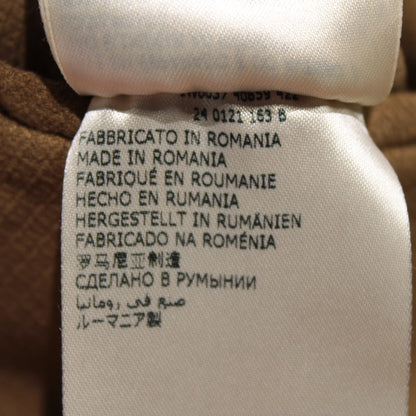 40659 422
24 0121 163 B
FABBRICATO IN ROMANIA
MADE IN ROMANIA
FABRIQUÉ EN ROUMANIE
HECHO EN RUMANIA
HERGESTELLT IN RUMÄNIEN
FABRICADO NA ROMÉNIA
罗马尼亚制造
СДЕЛАНО В РУМЫНИИ
صنع في رومانيا
ルーマニア製